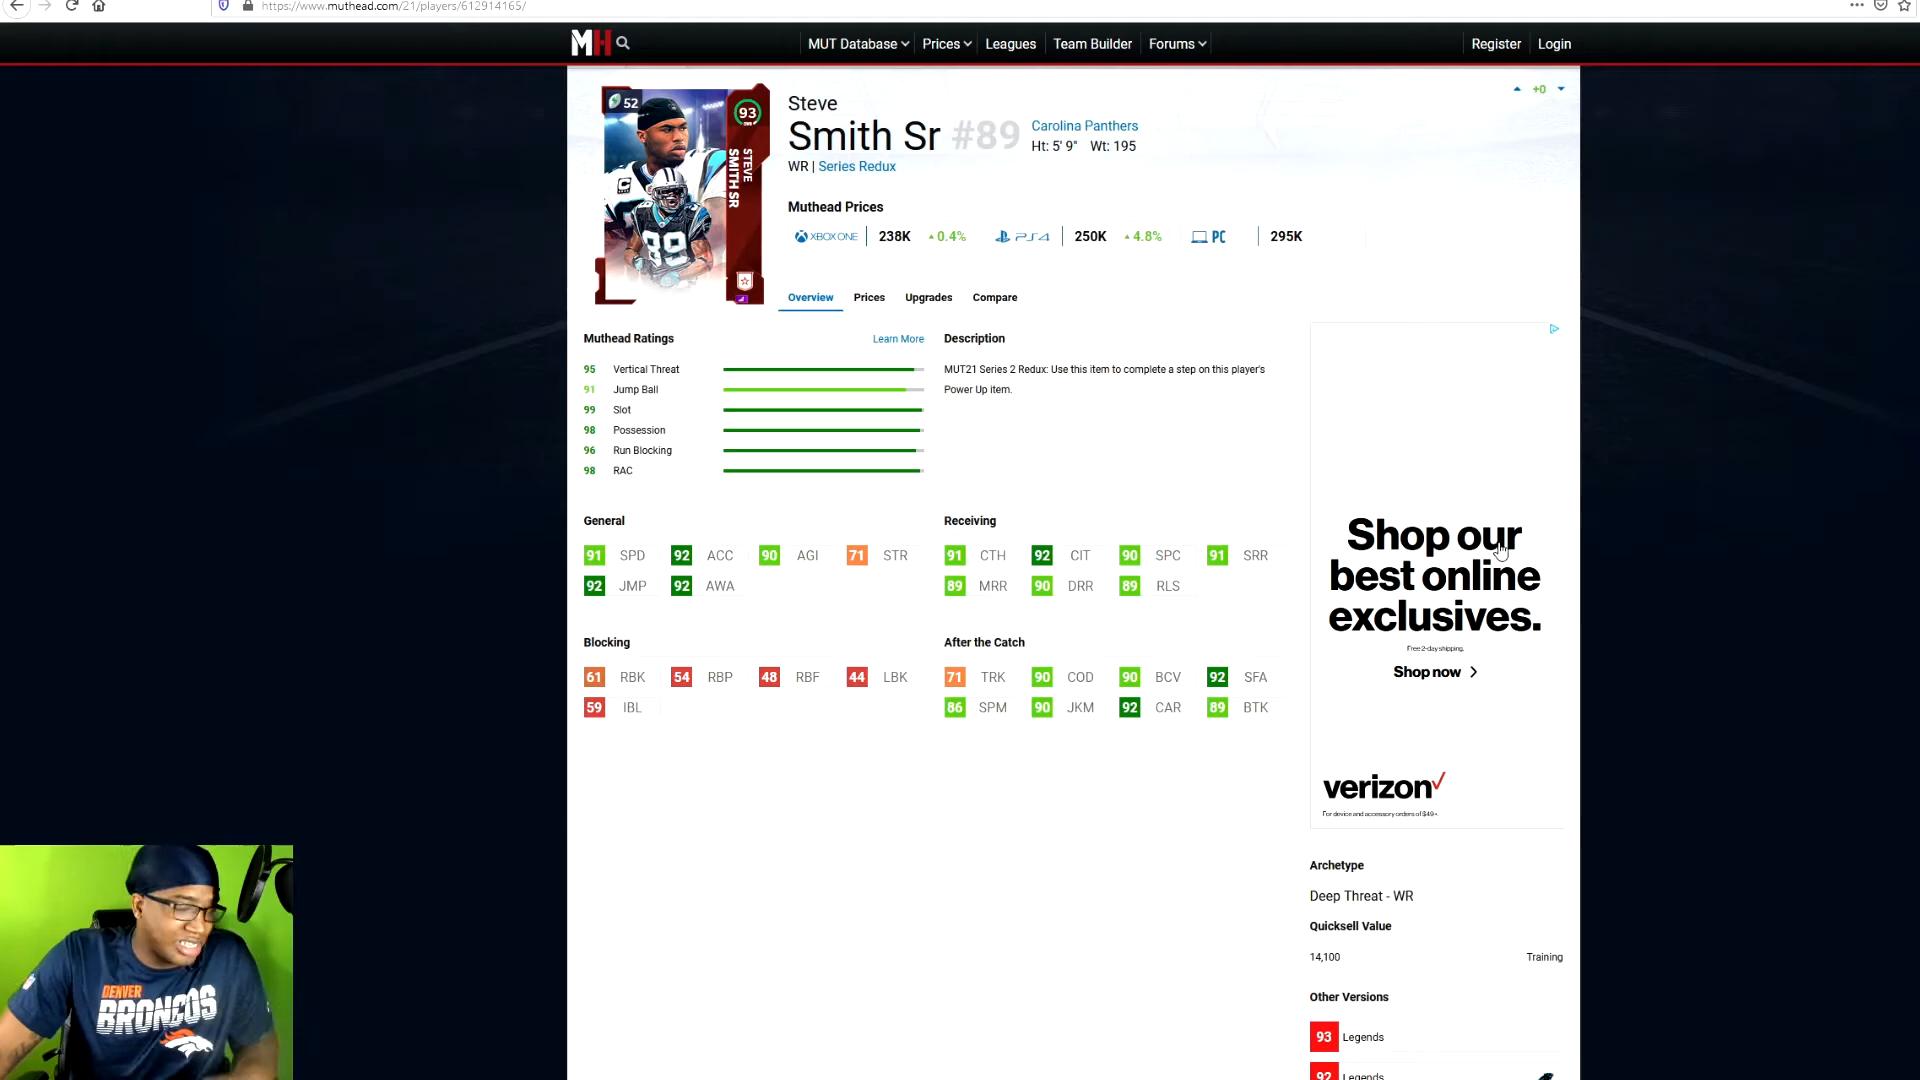 https://www.muthead.com/21/players/612914165/
MH
MUT Database
Prices
Leagues
Team Builder
Forums
Register
Login
52
93
STEVE
SMITH SR
89
Steve
Smith Sr #89
Carolina Panthers
Ht: 5' 9" Wt: 195
WR | Series Redux
+0
Muthead Prices
XBOX ONE 238K 0.4% PS4 250K 4.8% PC 295K
Overview Prices Upgrades Compare
Muthead Ratings Learn More
95 Vertical Threat
91 Jump Ball
99 Slot
98 Possession
96 Run Blocking
98 RAC
Description
MUT21 Series 2 Redux: Use this item to complete a step on this player's
Power Up item.
General
91 SPD 92 ACC 90 AGI 71 STR
92 JMP 92 AWA
Receiving
91 CTH 92 CIT 90 SPC 91 SRR
89 MRR 90 DRR 89 RLS
Blocking
61 RBK 54 RBP 48 RBF 44 LBK
59 IBL
After the Catch
71 TRK 90 COD 90 BCV 92 SFA
86 SPM 90 JKM 92 CAR 89 BTK
Shop our
best online
exclusives.
Free 2-day shipping.
Shop now
verizon
For device and accessory orders of $49+.
Archetype
Deep Threat - WR
Quicksell Value
14,100 Training
Other Versions
93 Legends
92 Legends
DENVER
BRONCOS